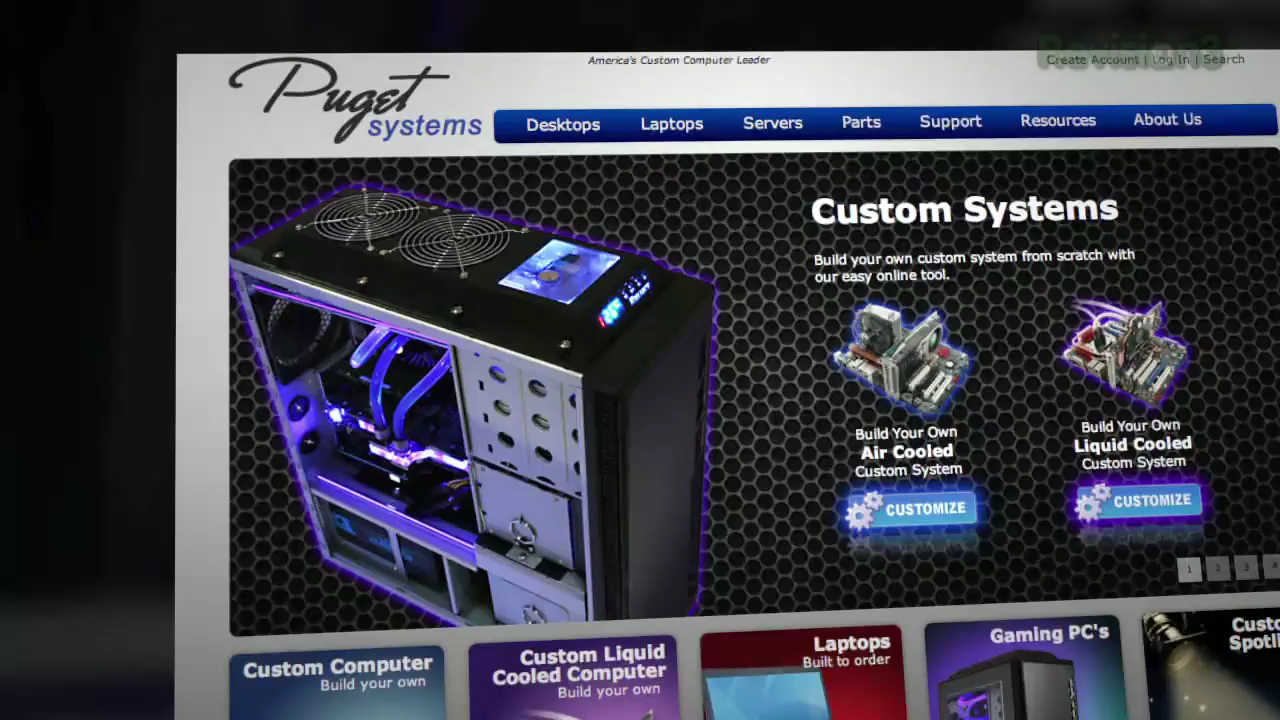 Revision3
America's Custom Computer Leader
Create Account | Log In | Search
Puget
systems
Desktops Laptops Servers Parts Support Resources About Us
Custom Systems
Build your own custom system from scratch with
our easy online tool.
Build Your Own
Air Cooled
Custom System
CUSTOMIZE
Build Your Own
Liquid Cooled
Custom System
CUSTOMIZE
1 2 3 4
Custom Computer
Build your own
Custom Liquid
Cooled Computer
Build your own
Laptops
Built to order
Gaming PC's